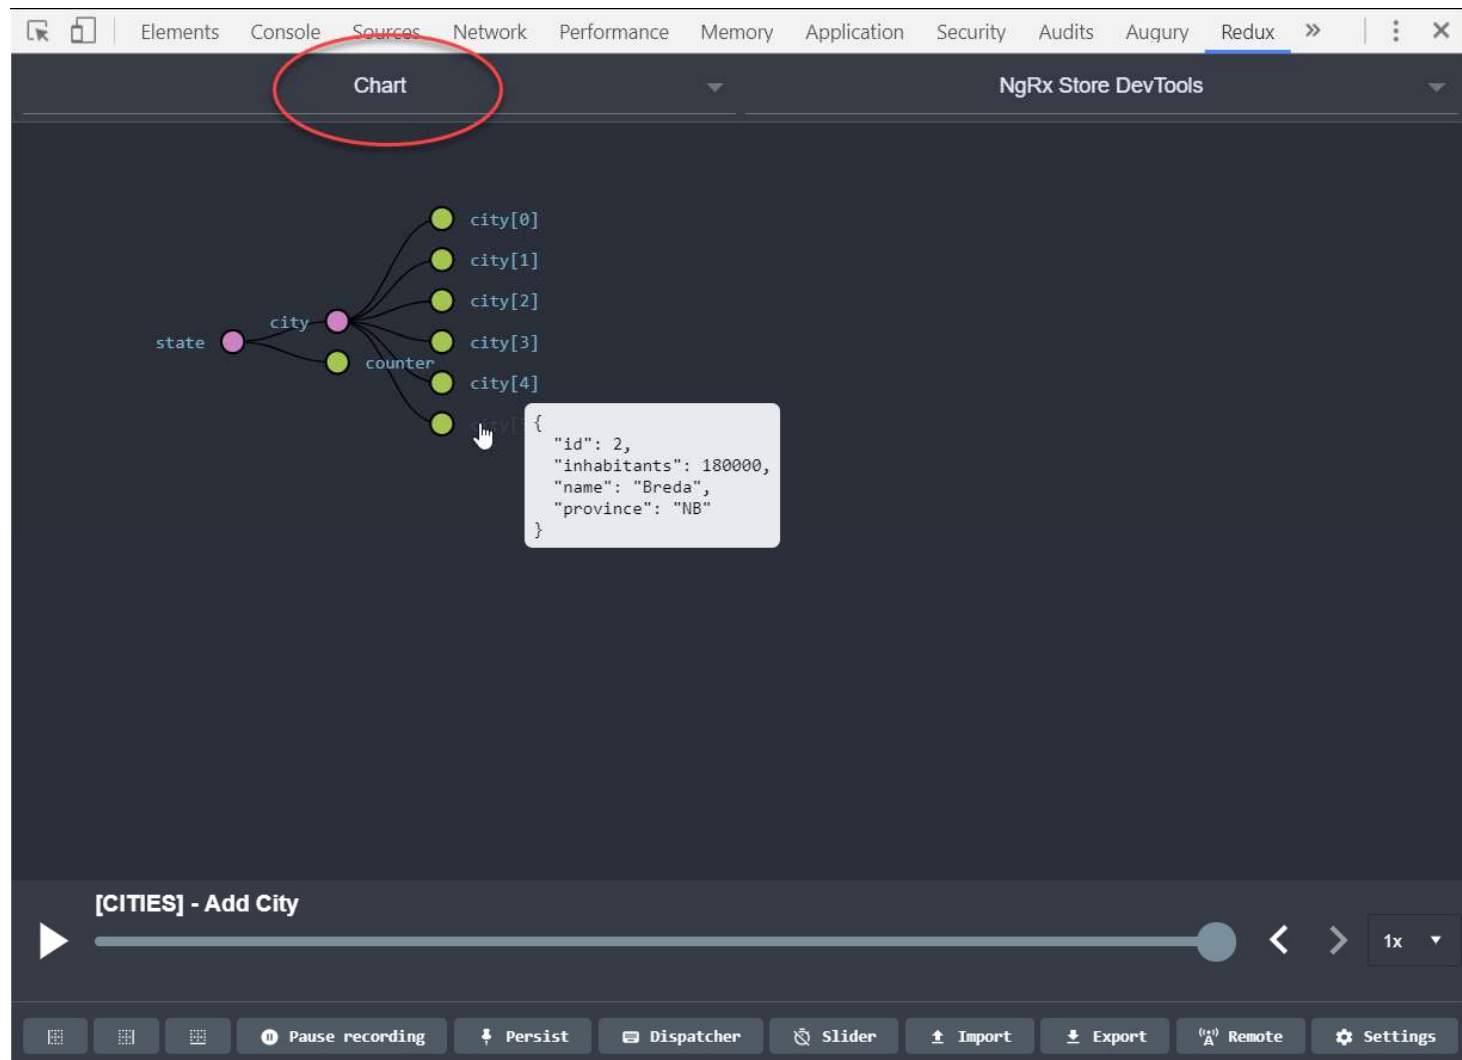 Elements Console Sources Network Performance Memory Application Security Audits Augury Redux »
Chart NgRx Store DevTools
city[0]
city[1]
city[2]
city
state
city[3]
counter
city[4]
{
"id": 2,
"inhabitants": 180000,
"name": "Breda",
"province": "NB"
}
[CITIES] - Add City
1x
Pause recording Persist Dispatcher Slider Import Export Remote Settings